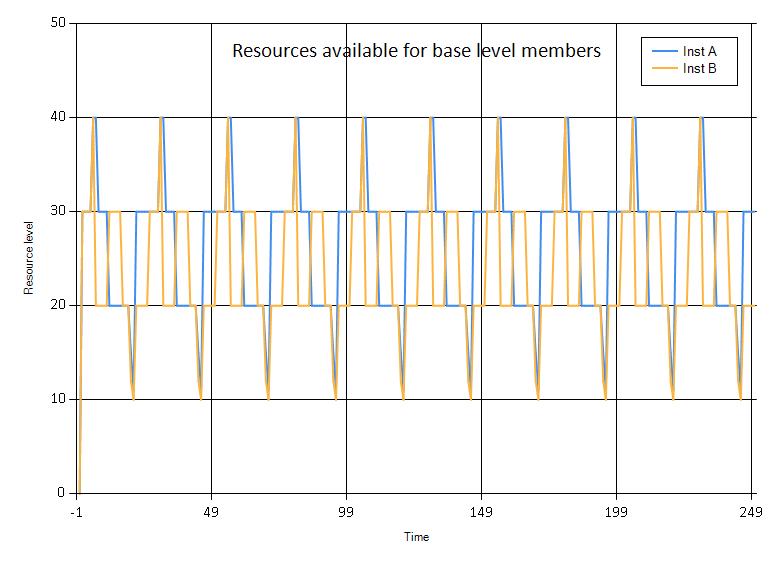 50
Resources available for base level members
Inst A
Inst B
40
30
Resource level
20
10
0
-1 49 99 149 199 249
Time